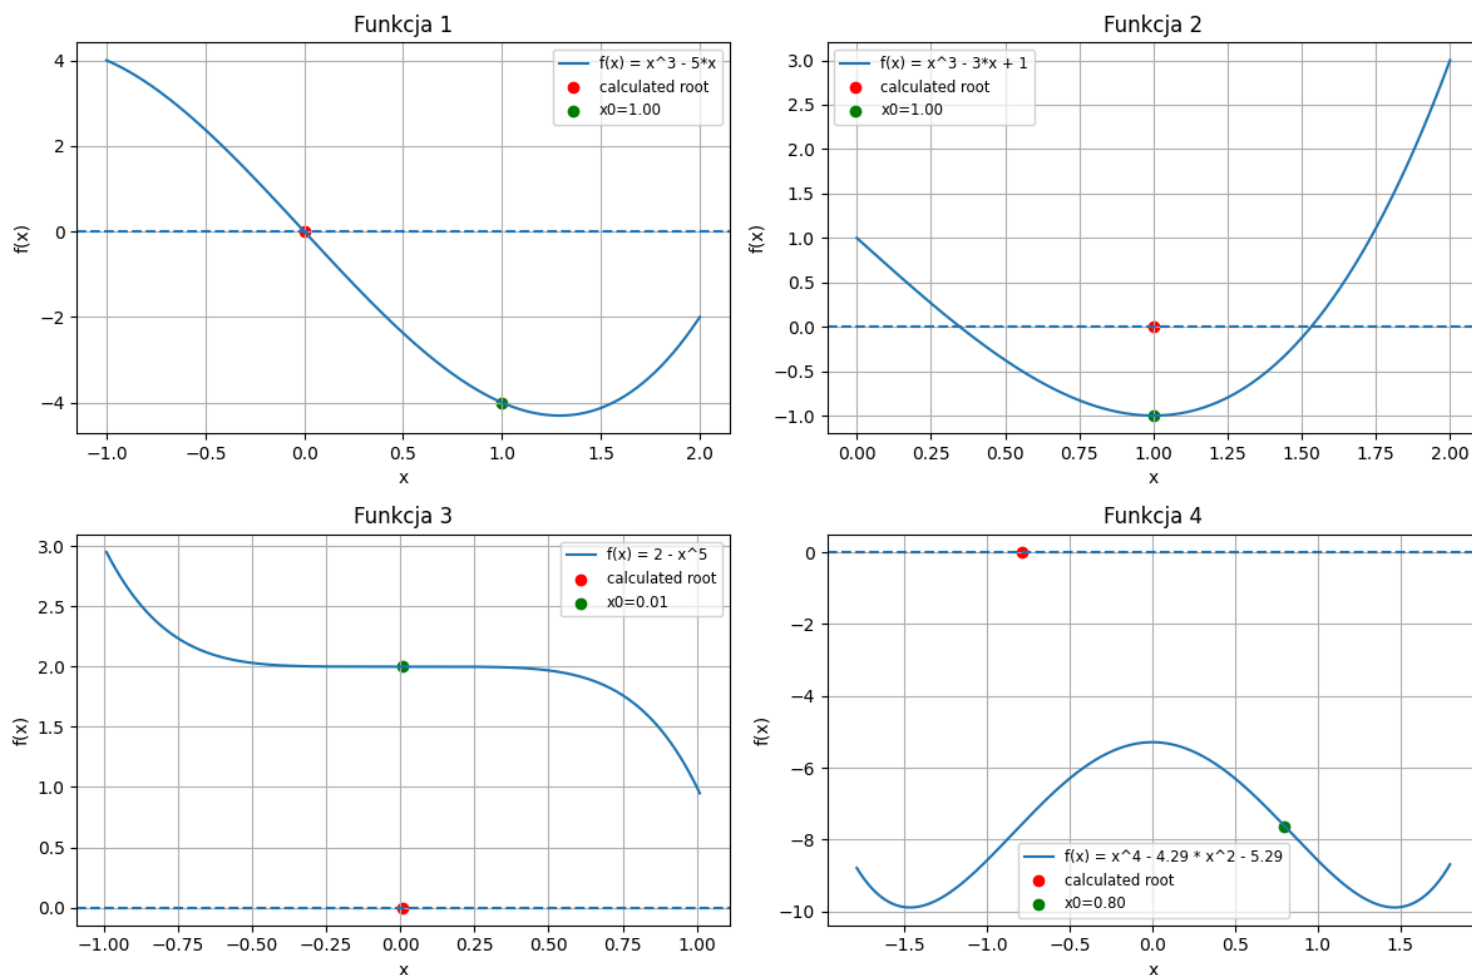 Funkcja 1
f(x) = x^3 - 5*x
calculated root
x0=1.00
4
2
0
−2
−4
f(x)
−1.0 −0.5 0.0 0.5 1.0 1.5 2.0
x
Funkcja 2
f(x) = x^3 - 3*x + 1
calculated root
x0=1.00
3.0
2.5
2.0
1.5
1.0
0.5
0.0
−0.5
−1.0
f(x)
0.00 0.25 0.50 0.75 1.00 1.25 1.50 1.75 2.00
x
Funkcja 3
f(x) = 2 - x^5
calculated root
x0=0.01
3.0
2.5
2.0
1.5
1.0
0.5
0.0
f(x)
−1.00 −0.75 −0.50 −0.25 0.00 0.25 0.50 0.75 1.00
x
Funkcja 4
0
−2
−4
−6
−8
−10
f(x)
f(x) = x^4 - 4.29 * x^2 - 5.29
calculated root
x0=0.80
−1.5 −1.0 −0.5 0.0 0.5 1.0 1.5
x